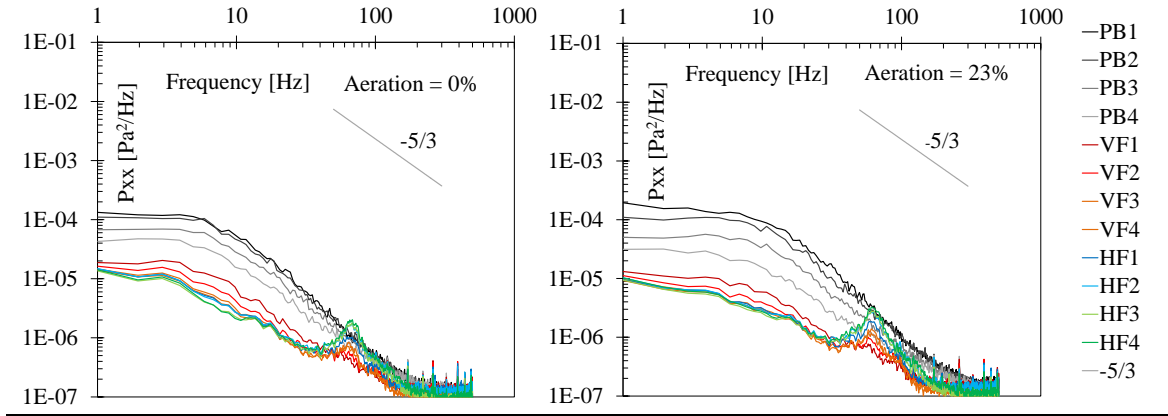 1 10 100 1000
1E-01
1E-02
1E-03
1E-04
1E-05
1E-06
1E-07
Pxx [Pa²/Hz]
Frequency [Hz]
Aeration = 0%
-5/3
1 10 100 1000
1E-01
1E-02
1E-03
1E-04
1E-05
1E-06
1E-07
Pxx [Pa²/Hz]
Frequency [Hz]
Aeration = 23%
-5/3
PB1
PB2
PB3
PB4
VF1
VF2
VF3
VF4
HF1
HF2
HF3
HF4
-5/3